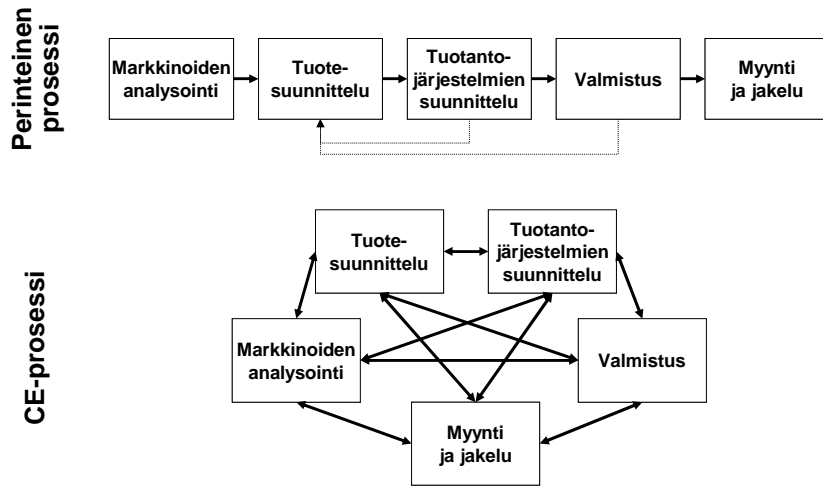 Perinteinen
prosessi
Markkinoiden
analysointi
Tuote-
suunnittelu
Tuotanto-
järjestelmien
suunnittelu
Valmistus
Myynti
ja jakelu
CE-prosessi
Tuote-
suunnittelu
Tuotanto-
järjestelmien
suunnittelu
Markkinoiden
analysointi
Valmistus
Myynti
ja jakelu